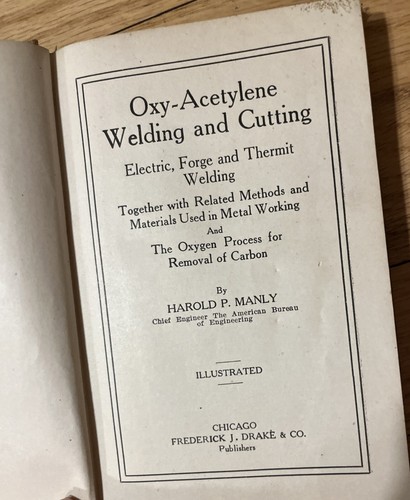 Oxy-Acetylene
Welding and Cutting
Electric, Forge and Thermit
Welding
Together with Related Methods and
Materials Used in Metal Working
And
The Oxygen Process for
Removal of Carbon
By
HAROLD P. MANLY
Chief Engineer The American Bureau
of Engineering
ILLUSTRATED
CHICAGO
FREDERICK J. DRAKE & CO.
Publishers